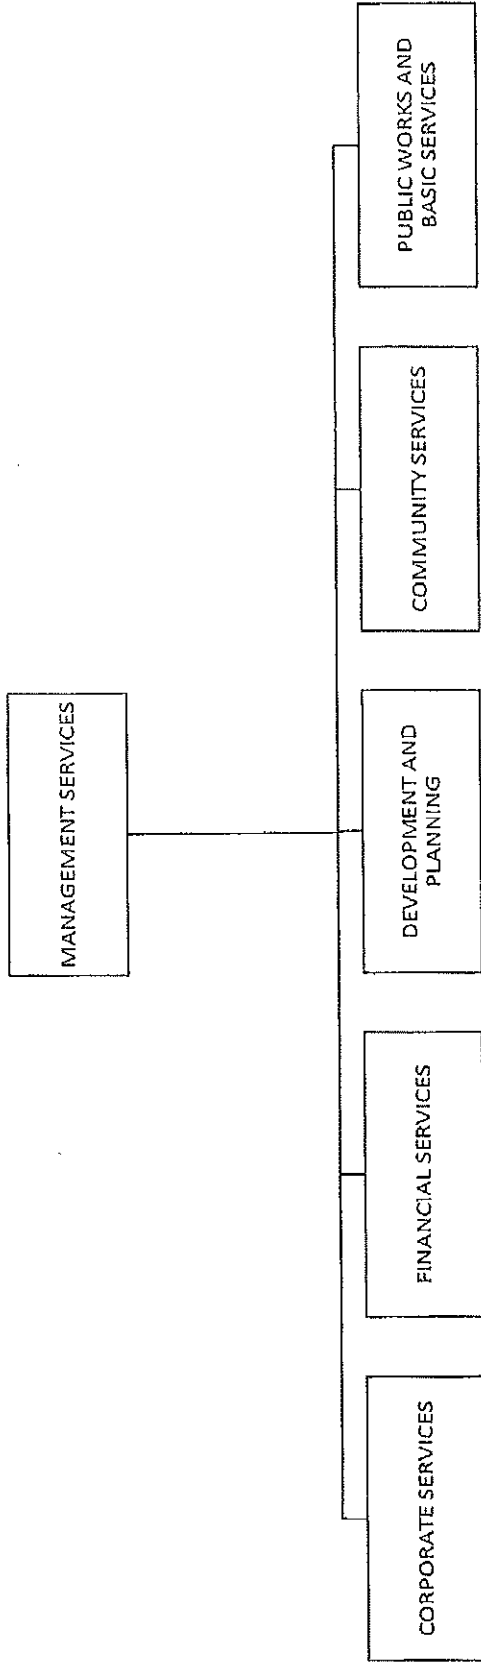 MANAGEMENT SERVICES
CORPORATE SERVICES
FINANCIAL SERVICES
DEVELOPMENT AND
PLANNING
COMMUNITY SERVICES
PUBLIC WORKS AND
BASIC SERVICES